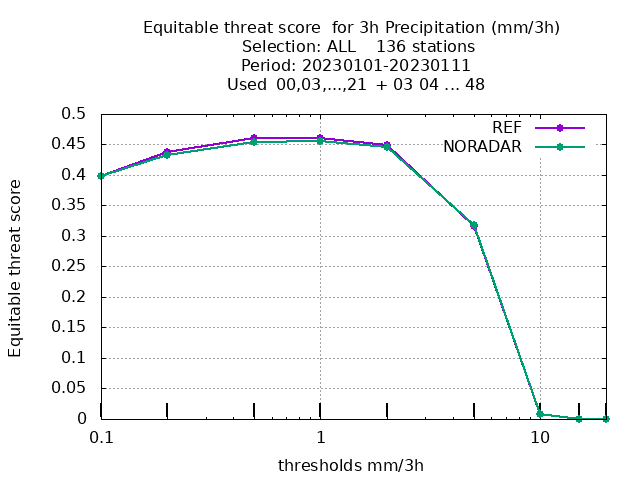 Equitable threat score  for 3h Precipitation (mm/3h)
Selection: ALL    136 stations
Period: 20230101-20230111
Used  00,03,...,21  + 03 04 ... 48
REF
NORADAR
0.5
0.45
0.4
0.35
0.3
0.25
0.2
0.15
0.1
0.05
0
Equitable threat score
0.1 1 10
thresholds mm/3h